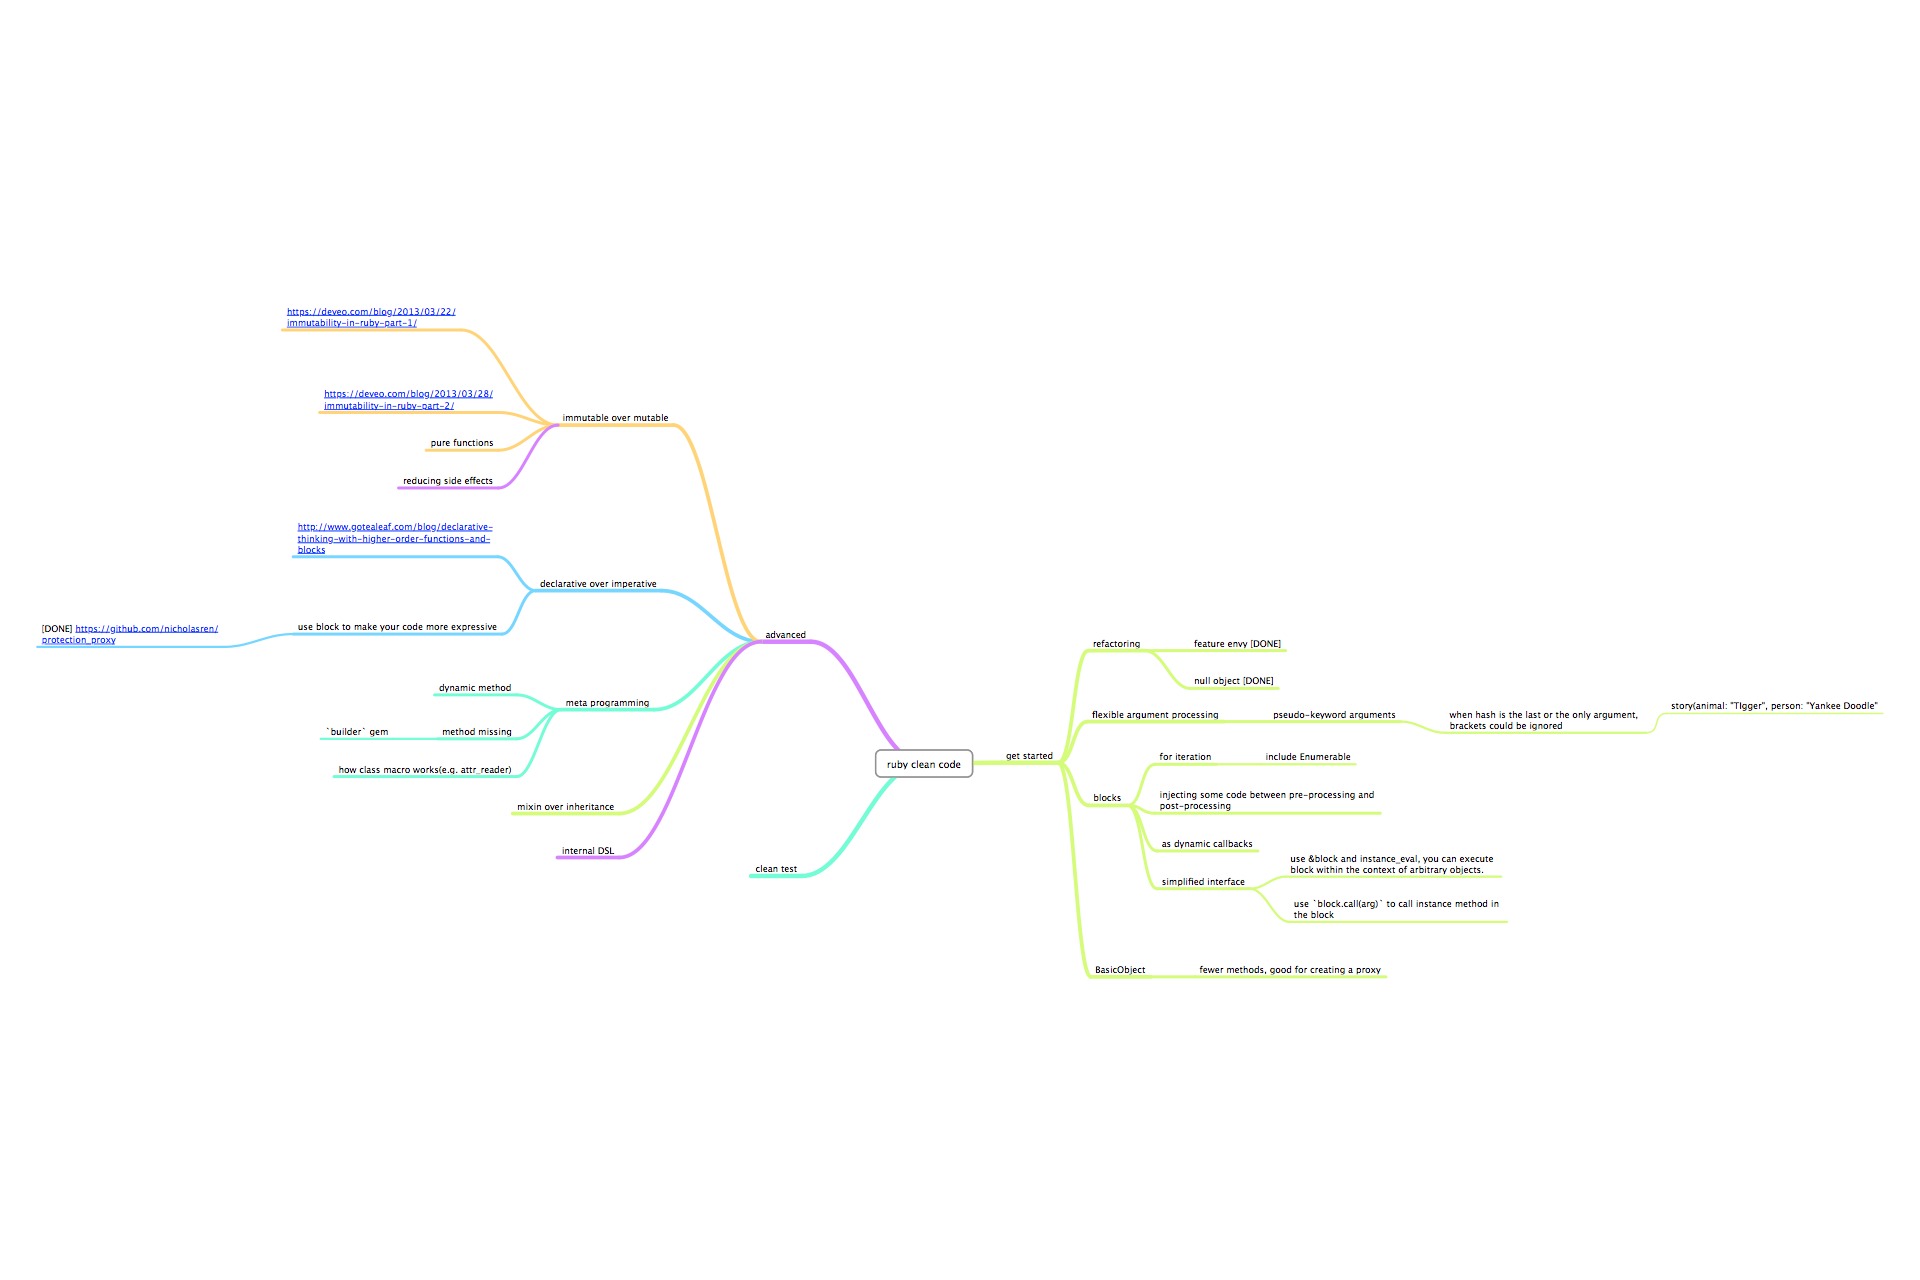 https://deveo.com/blog/2013/03/22/
immutability-in-ruby-part-1/
https://deveo.com/blog/2013/03/28/
immutability-in-ruby-part-2/
pure functions
reducing side effects
immutable over mutable
http://www.gotealeaf.com/blog/declarative-
thinking-with-higher-order-functions-and-
blocks
declarative over imperative
use block to make your code more expressive
[DONE] https://github.com/nicholasren/
protection_proxy
advanced
dynamic method
meta programming
`builder` gem
method missing
how class macro works(e.g. attr_reader)
mixin over inheritance
internal DSL
clean test
ruby clean code
get started
refactoring
feature envy [DONE]
null object [DONE]
flexible argument processing
pseudo-keyword arguments
when hash is the last or the only argument,
brackets could be ignored
story(animal: "TIgger", person: "Yankee Doodle"
blocks
for iteration
include Enumerable
injecting some code between pre-processing and
post-processing
as dynamic callbacks
simplified interface
use &block and instance_eval, you can execute
block within the context of arbitrary objects.
use `block.call(arg)` to call instance method in
the block
BasicObject
fewer methods, good for creating a proxy